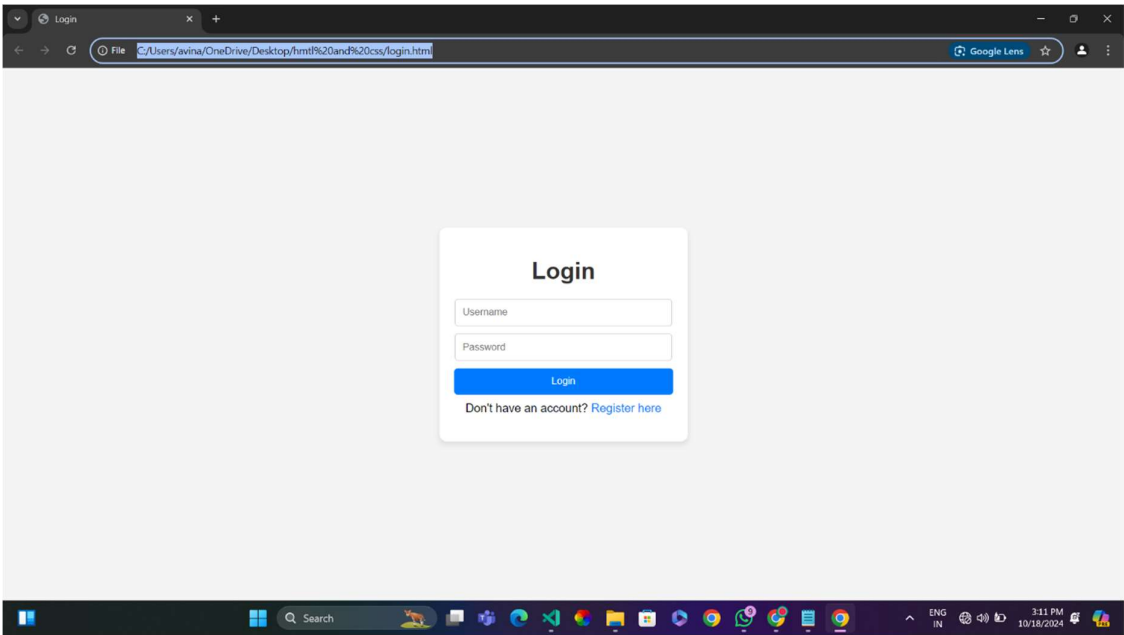 Login
File C:/Users/avina/OneDrive/Desktop/hmtl%20and%20css/login.html Google Lens
Login
Username
Password
Login
Don't have an account? Register here
Search
9
ENG
IN
3:11 PM
10/18/2024